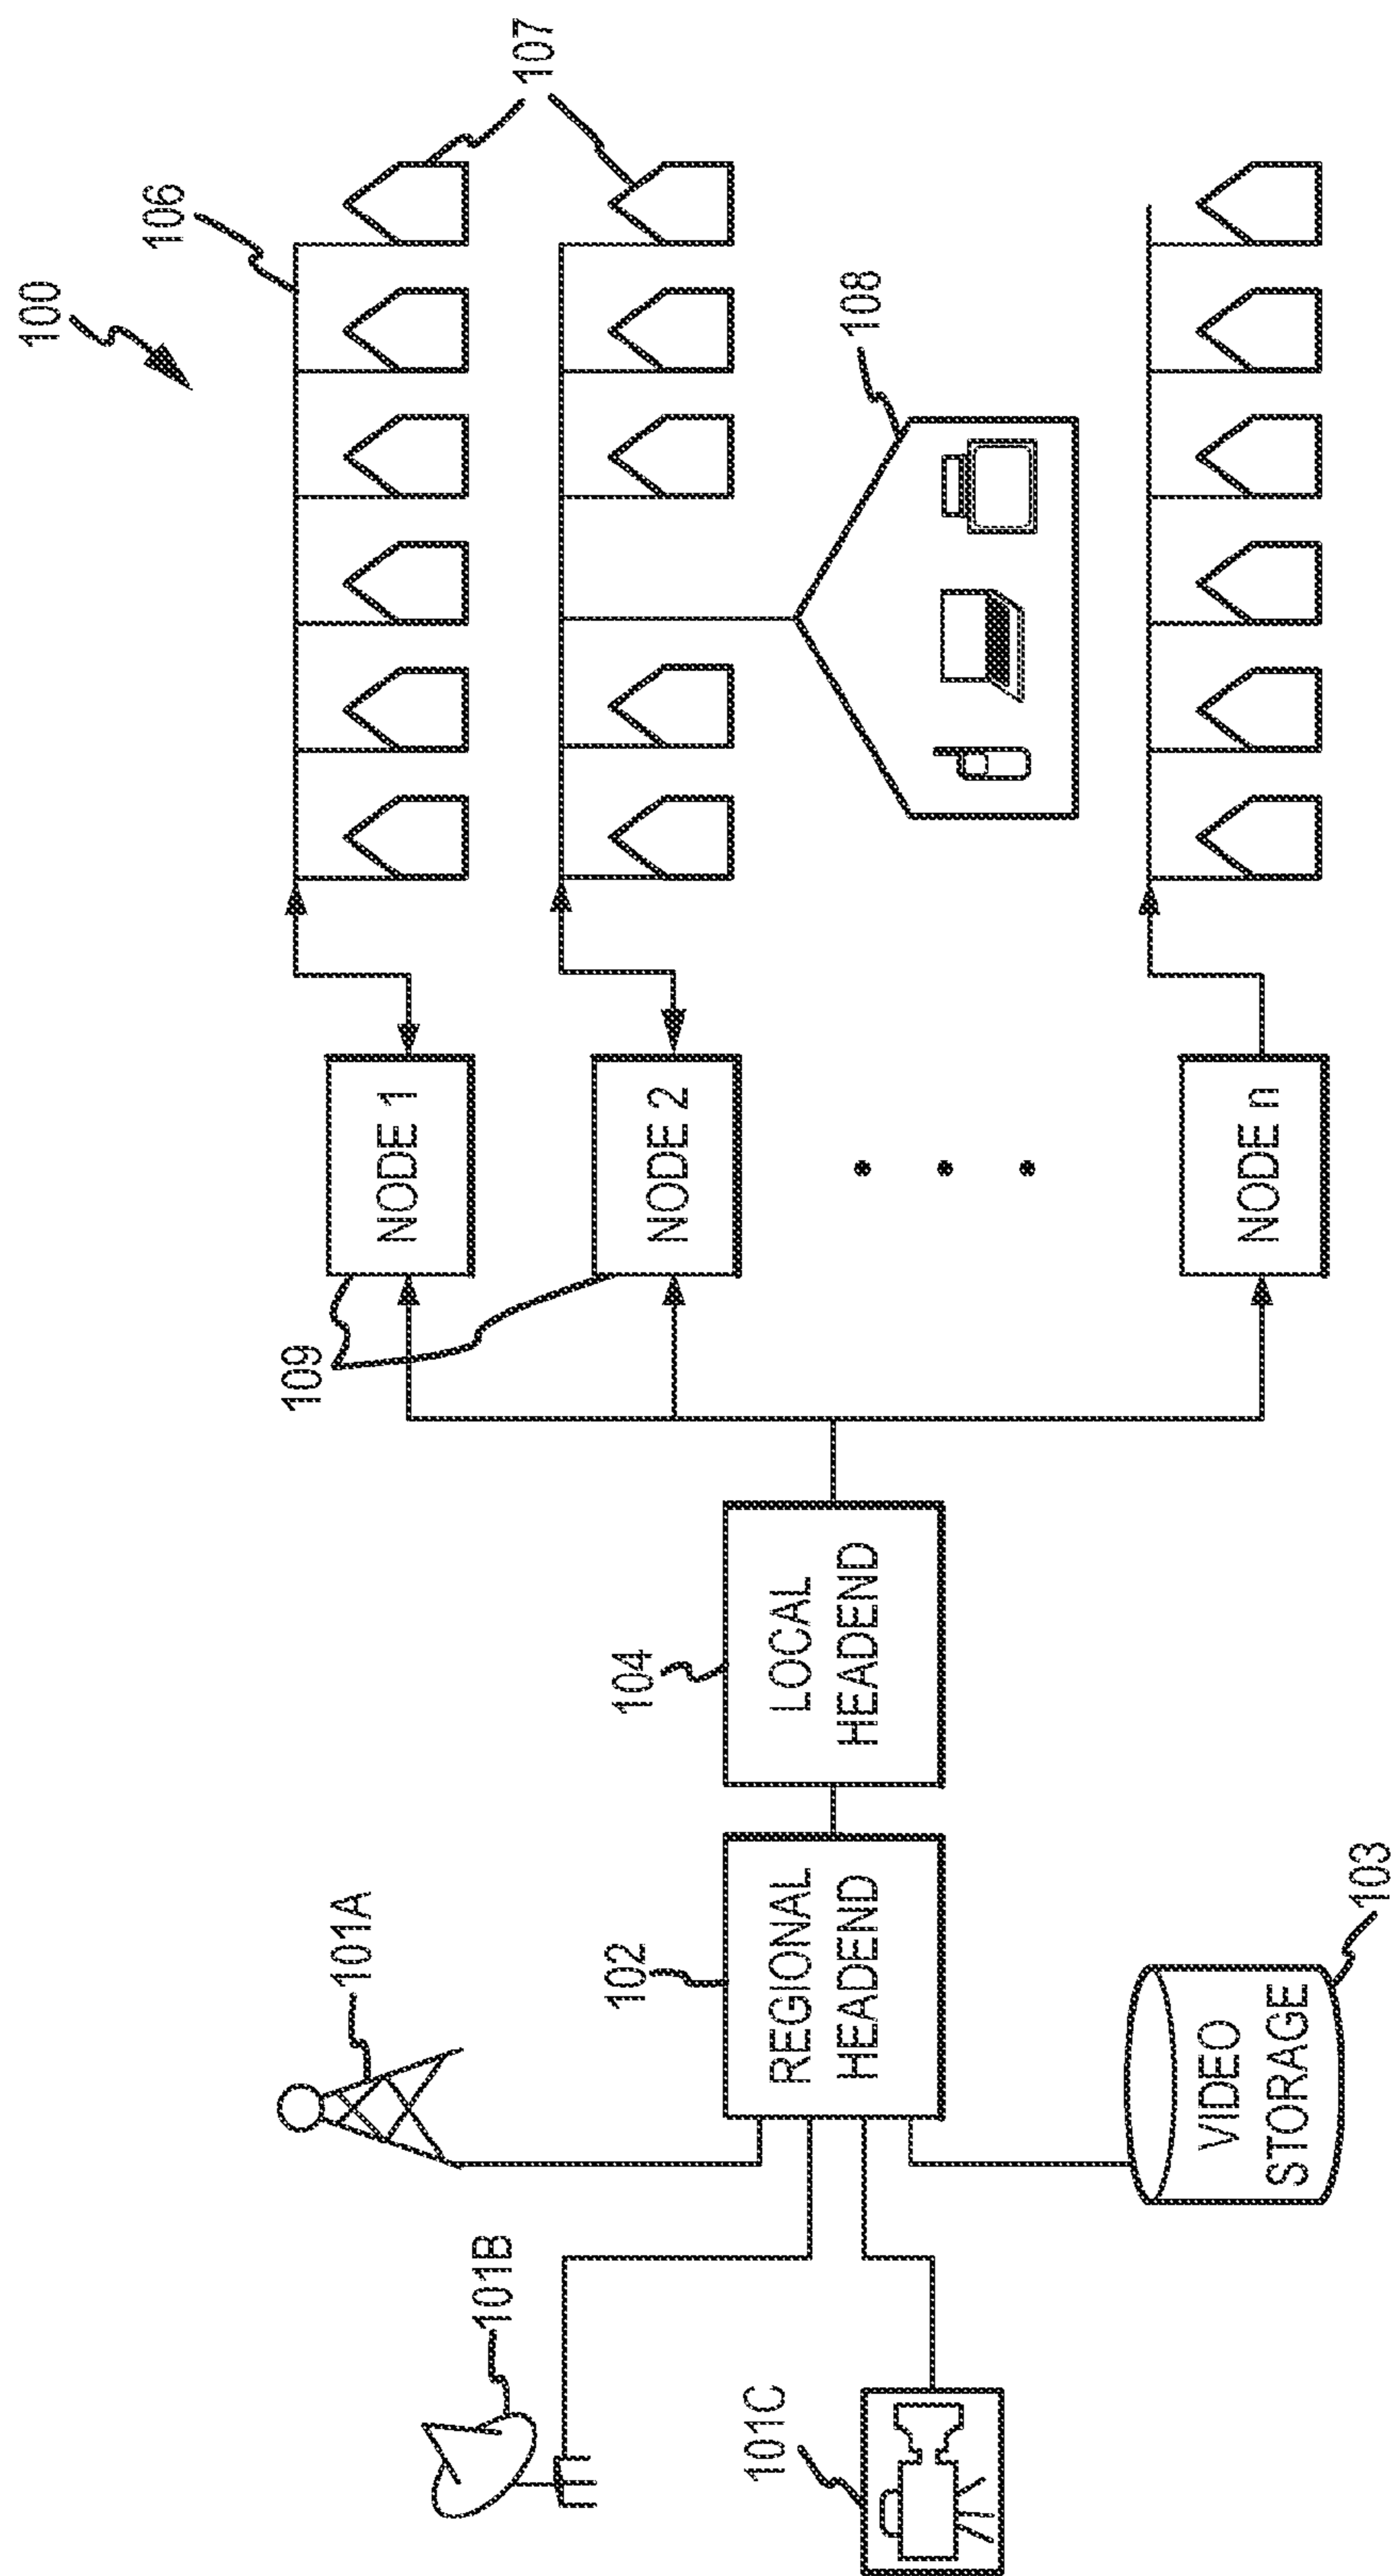 100
106
107
108
109
NODE 1
NODE 2
NODE n
104
LOCAL
HEADEND
102
REGIONAL
HEADEND
101A
101B
101C
VIDEO
STORAGE
103